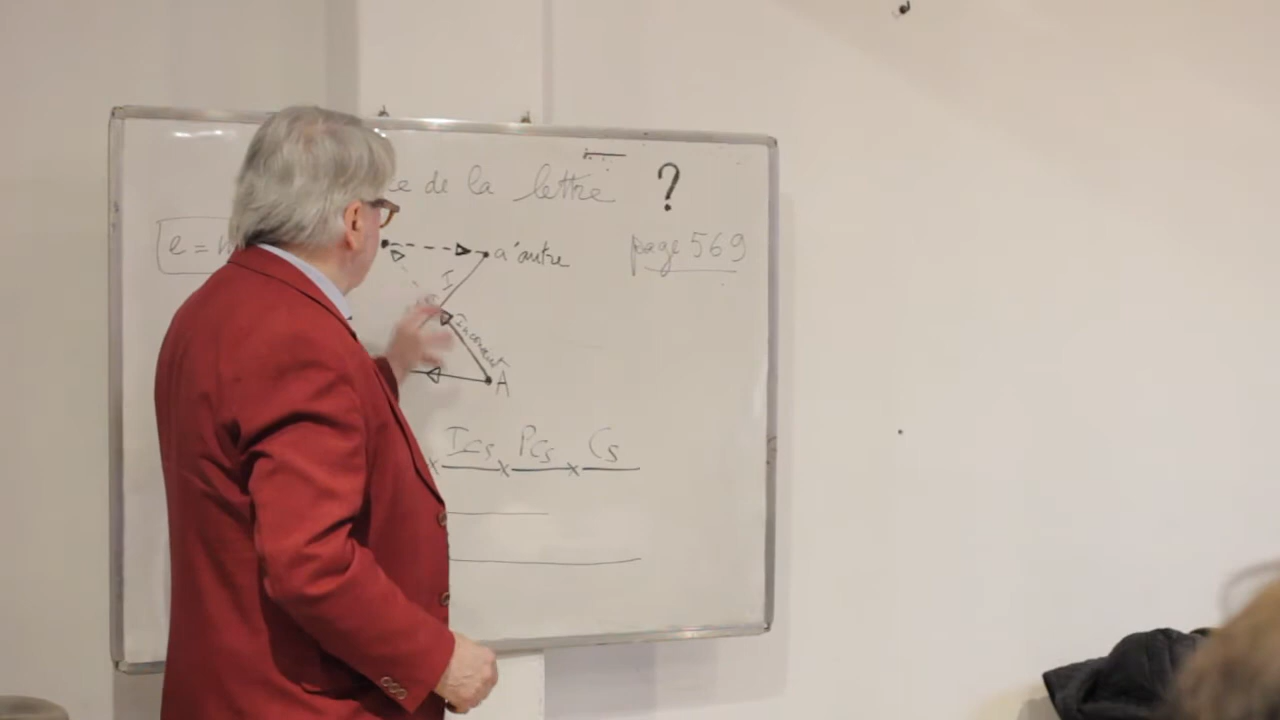 e de la lettre ?
e =
a'autre
page 569
I
Inconscient
A
Ics Pcs Cs